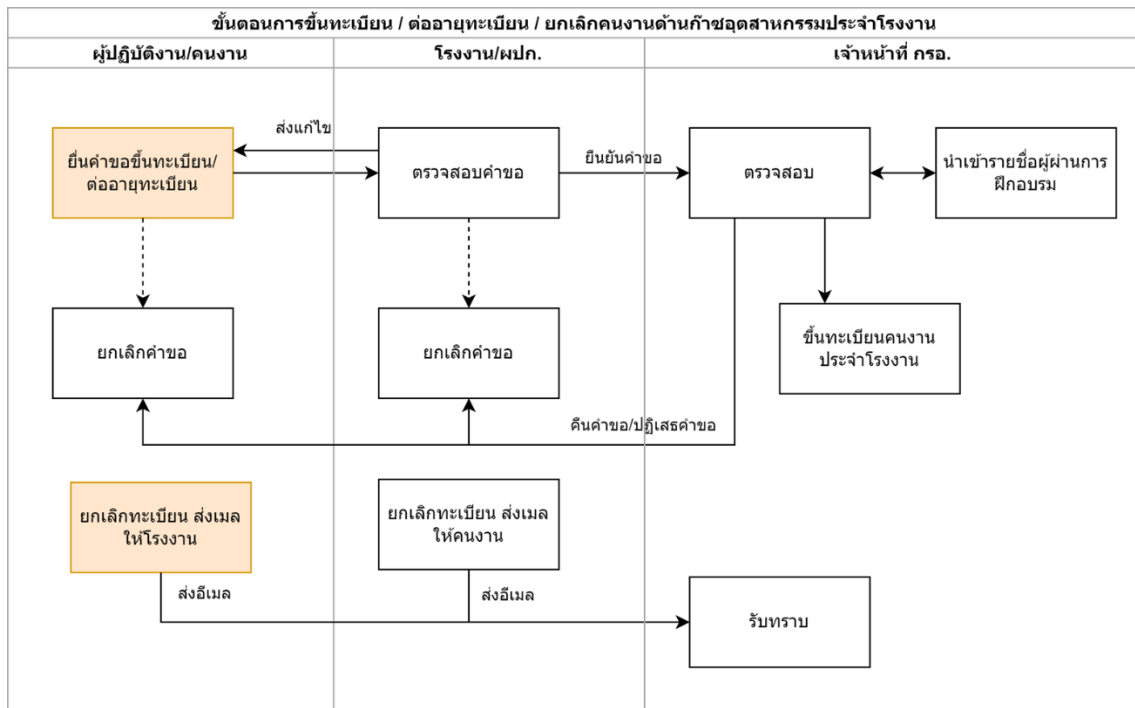 ขั้นตอนการขึ้นทะเบียน / ต่ออายุทะเบียน / ยกเลิกคนงานด้านก๊าซอุตสาหกรรมประจำโรงงาน
ผู้ปฏิบัติงาน/คนงาน
โรงงาน/ผปก.
เจ้าหน้าที่ กรอ.
ส่งแก้ไข
ยื่นคำขอขึ้นทะเบียน/
ต่ออายุทะเบียน
ตรวจสอบคำขอ
ยืนยันคำขอ
ตรวจสอบ
นำเข้ารายชื่อผู้ผ่านการ
ฝึกอบรม
ยกเลิกคำขอ
ยกเลิกคำขอ
ขึ้นทะเบียนคนงาน
ประจำโรงงาน
คืนคำขอ/ปฏิเสธคำขอ
ยกเลิกทะเบียน ส่งเมล
ให้โรงงาน
ยกเลิกทะเบียน ส่งเมล
ให้คนงาน
ส่งอีเมล
ส่งอีเมล
รับทราบ